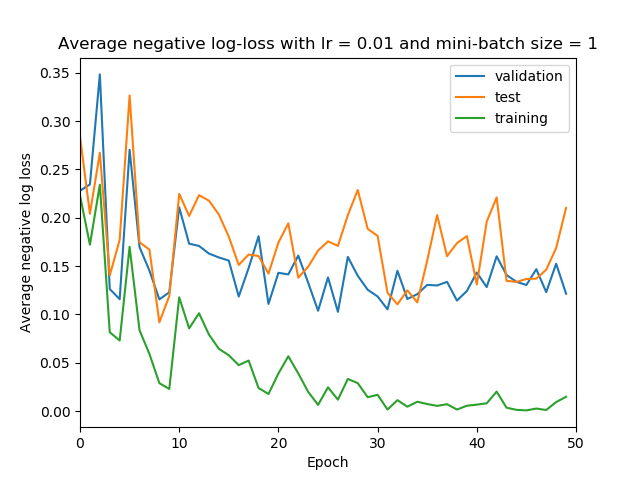 Average negative log-loss with lr = 0.01 and mini-batch size = 1
validation
test
training
Average negative log loss
0.35
0.30
0.25
0.20
0.15
0.10
0.05
0.00
0 10 20 30 40 50
Epoch